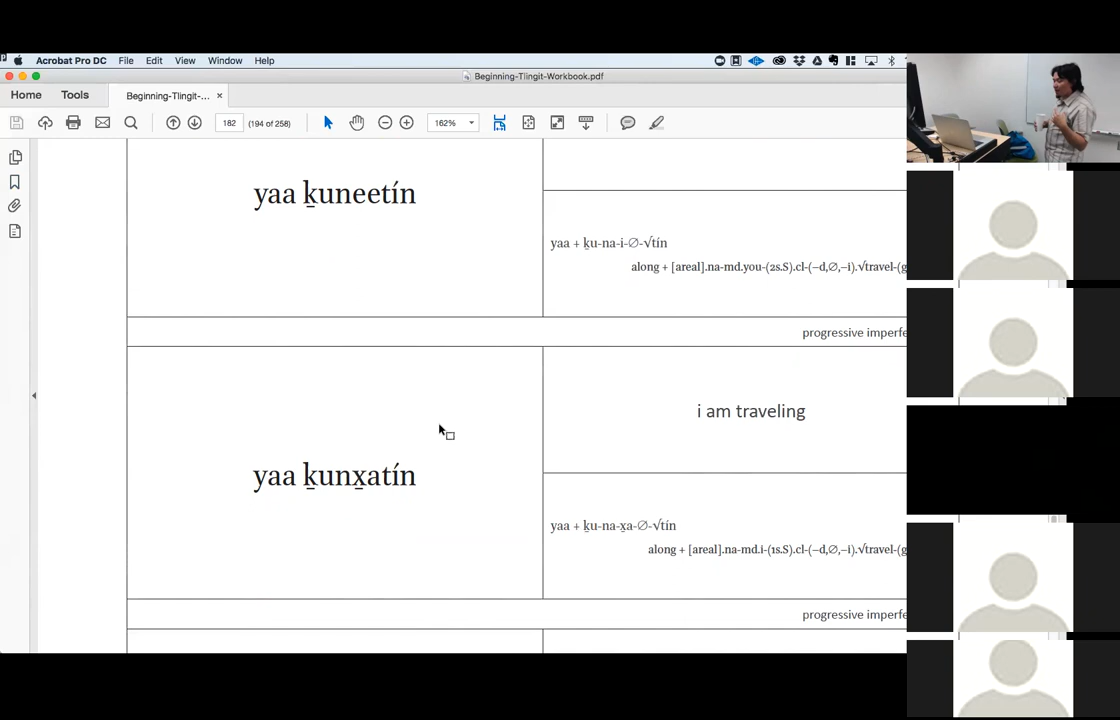 Acrobat Pro DC File Edit View Window Help
Beginning-Tlingit-Workbook.pdf
Home Tools Beginning-Tlingit-... ×
182 (194 of 258) 162%
yaa ḵuneetín
yaa + ḵu-na-i-∅-√tín
along + [areal].na-md.you-(2s.S).cl-(−d,∅,−i).√travel-(g
progressive imperfe
i am traveling
yaa ḵunx̱atín
yaa + ḵu-na-x̱a-∅-√tín
along + [areal].na-md.i-(1s.S).cl-(−d,∅,−i).√travel-(g
progressive imperfe